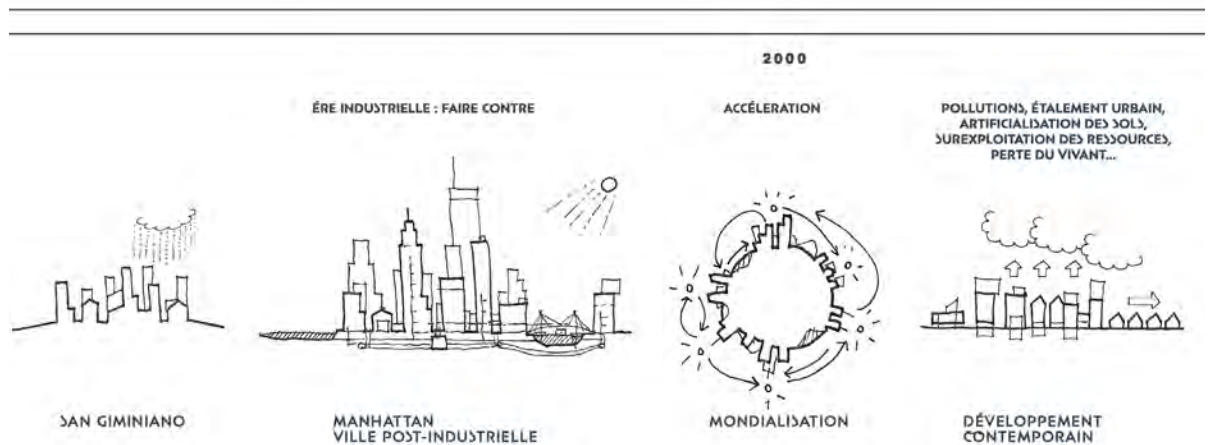 2000
ÉRE INDUSTRIELLE : FAIRE CONTRE
ACCÉLERATION
POLLUTIONS, ÉTALEMENT URBAIN,
ARTIFICIALISATION DES SOLS,
SUREXPLOITATION DES RESSOURCES,
PERTE DU VIVANT...
SAN GIMINIANO
MANHATTAN
VILLE POST-INDUSTRIELLE
MONDIALISATION
DÉVELOPPEMENT
CONTEMPORAIN